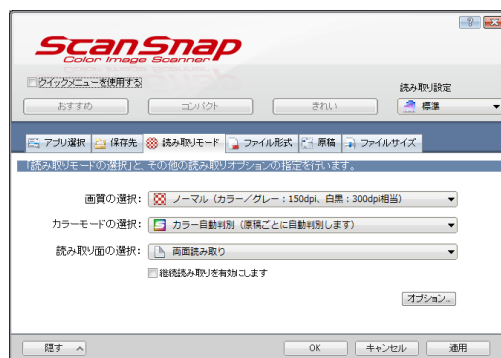 ScanSnap
Color Image Scanner
クイックメニューを使用する
読み取り設定
おすすめ コンパクト きれい 標準
アプリ選択 保存先 読み取りモード ファイル形式 原稿 ファイルサイズ
「読み取りモードの選択」と、その他の読み取りオプションの指定を行います。
画質の選択: ノーマル（カラー／グレー：150dpi、白黒：300dpi相当）
カラーモードの選択: カラー自動判別（原稿ごとに自動判別します）
読み取り面の選択: 両面読み取り
継続読み取りを有効にします
オプション...
隠す OK キャンセル 適用